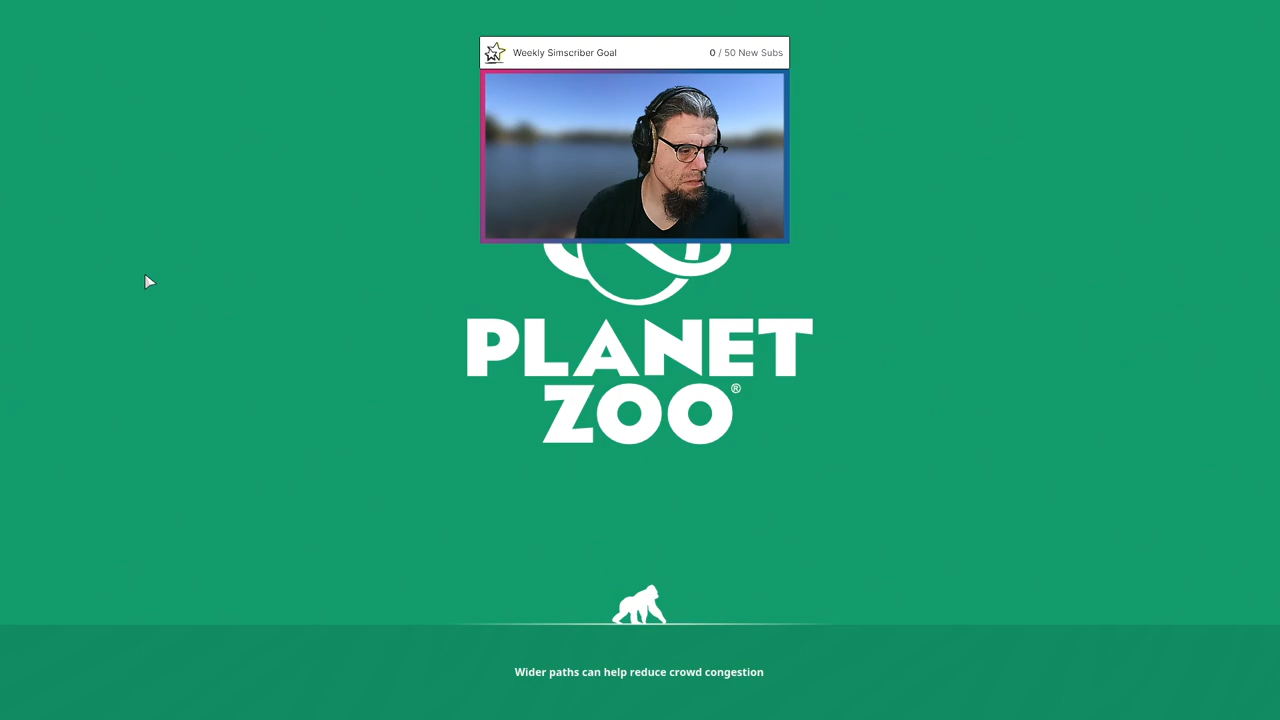 Weekly Simscriber Goal 0 / 50 New Subs
PLANET
ZOO®
Wider paths can help reduce crowd congestion